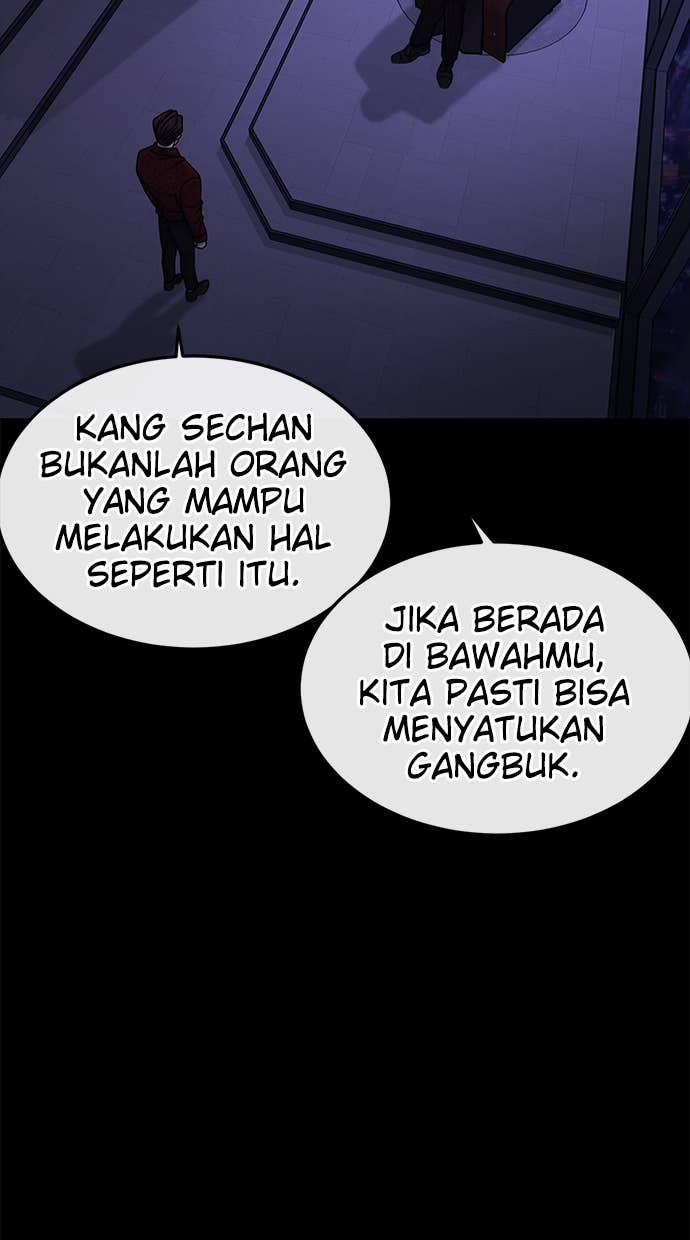 KANG SECHAN
BUKANLAH ORANG
YANG MAMPU
MELAKUKAN HAL
SEPERTI ITU.
JIKA BERADA
DI BAWAHMU,
KITA PASTI BISA
MENYATUKAN
GANGBUK.